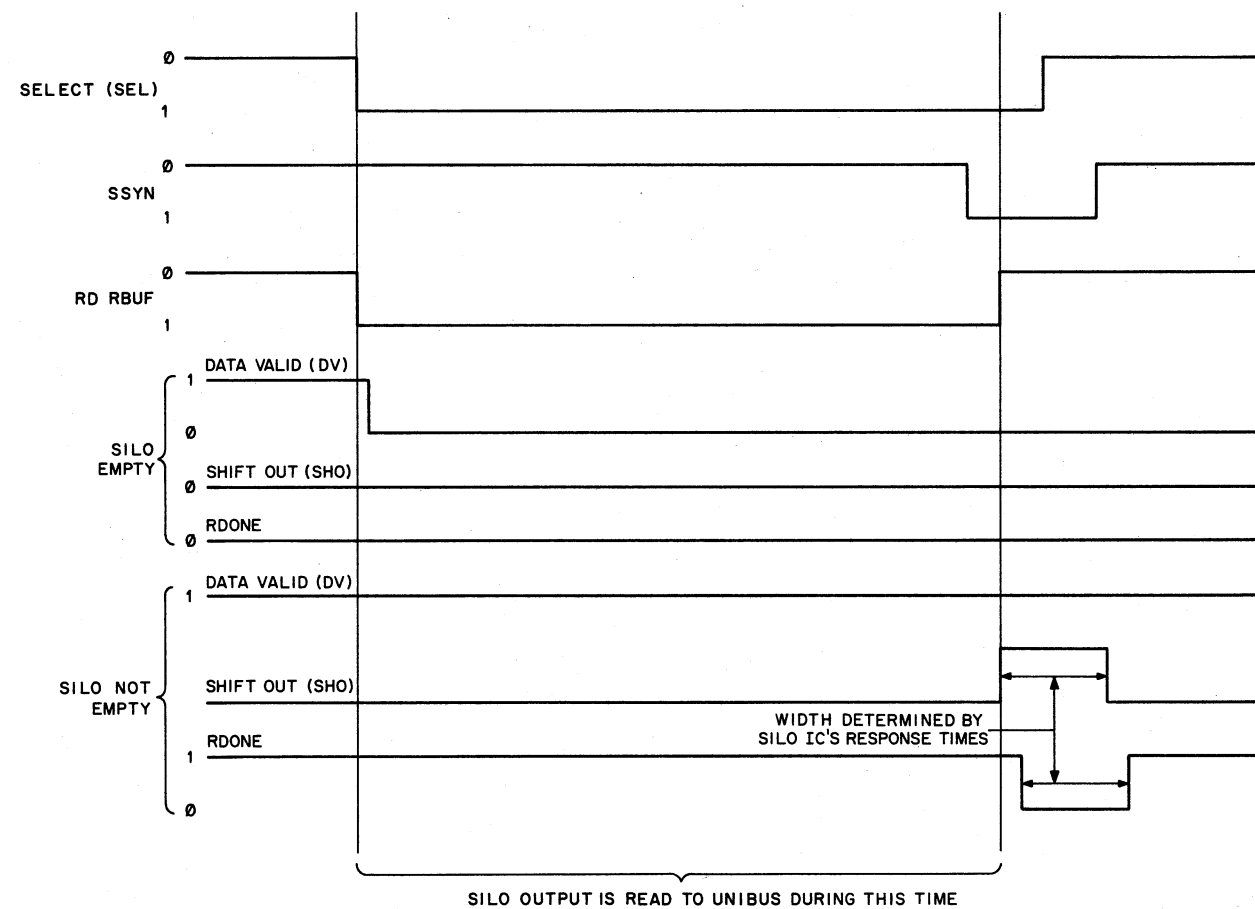 Ø
SELECT (SEL)
1
Ø
SSYN
1
Ø
RD RBUF
1
DATA VALID (DV)
1
Ø
SILO
EMPTY
SHIFT OUT (SHO)
Ø
RDONE
Ø
DATA VALID (DV)
1
SILO NOT
EMPTY
SHIFT OUT (SHO)
WIDTH DETERMINED BY
SILO IC'S RESPONSE TIMES
RDONE
1
Ø
SILO OUTPUT IS READ TO UNIBUS DURING THIS TIME